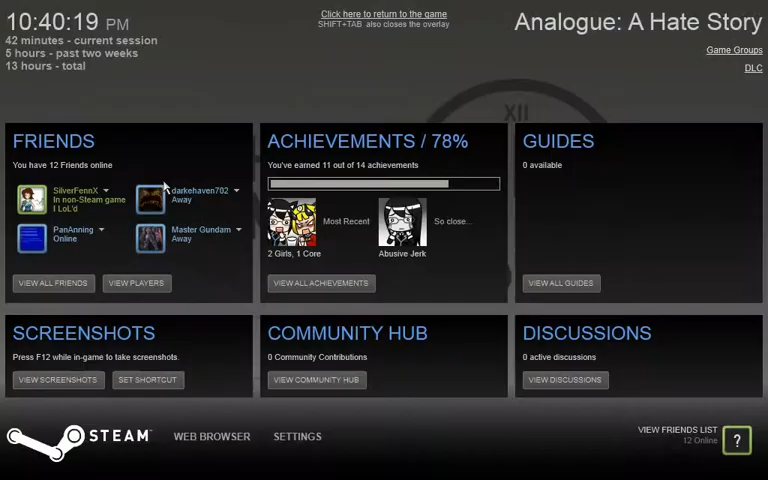 10:40:19 PM
42 minutes - current session
5 hours - past two weeks
13 hours - total
Click here to return to the game
SHIFT+TAB also closes the overlay
Analogue: A Hate Story
Game Groups
DLC
XII
FRIENDS
You have 12 Friends online
SilverFennX
In non-Steam game
I LoL'd
darkehaven702
Away
PanAnning
Online
Master Gundam
Away
VIEW ALL FRIENDS
VIEW PLAYERS
ACHIEVEMENTS / 78%
You've earned 11 out of 14 achievements
Most Recent
2 Girls, 1 Core
So close...
Abusive Jerk
VIEW ALL ACHIEVEMENTS
GUIDES
0 available
VIEW ALL GUIDES
SCREENSHOTS
Press F12 while in-game to take screenshots.
VIEW SCREENSHOTS
SET SHORTCUT
COMMUNITY HUB
0 Community Contributions
VIEW COMMUNITY HUB
DISCUSSIONS
0 active discussions
VIEW DISCUSSIONS
STEAM
WEB BROWSER
SETTINGS
VIEW FRIENDS LIST
12 Online
?